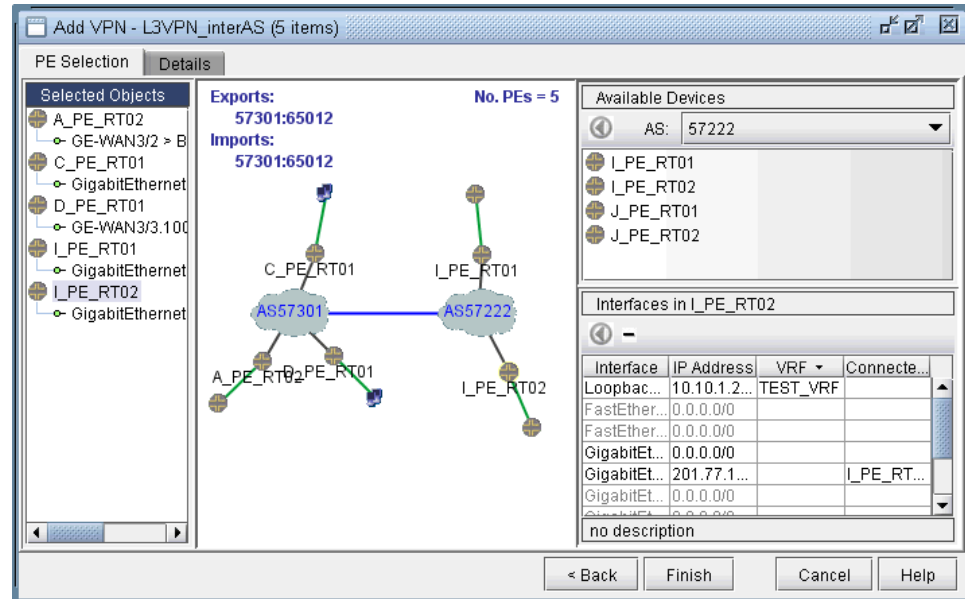 Add VPN - L3VPN_interAS (5 items)
PE Selection
Details
Selected Objects
A_PE_RT02
GE-WAN3/2 > B
C_PE_RT01
GigabitEthernet
D_PE_RT01
GE-WAN3/3.100
I_PE_RT01
GigabitEthernet
I_PE_RT02
GigabitEthernet
Exports:
57301:65012
Imports:
57301:65012
No. PEs = 5
C_PE_RT01
I_PE_RT01
AS57301
AS57222
A_PE_RT02
D_PE_RT01
I_PE_RT02
Available Devices
AS: 57222
I_PE_RT01
I_PE_RT02
J_PE_RT01
J_PE_RT02
Interfaces in I_PE_RT02
Interface IP Address VRF Connecte...
Loopbac... 10.10.1.2... TEST_VRF
FastEther... 0.0.0.0/0
FastEther... 0.0.0.0/0
GigabitEt... 0.0.0.0/0
GigabitEt... 201.77.1... I_PE_RT...
GigabitEt... 0.0.0.0/0
no description
< Back Finish Cancel Help